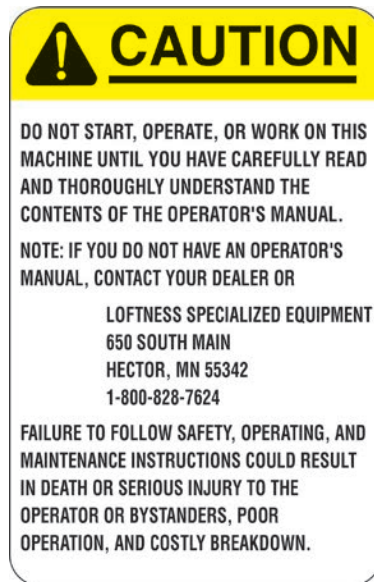 CAUTION
DO NOT START, OPERATE, OR WORK ON THIS
MACHINE UNTIL YOU HAVE CAREFULLY READ
AND THOROUGHLY UNDERSTAND THE
CONTENTS OF THE OPERATOR'S MANUAL.
NOTE: IF YOU DO NOT HAVE AN OPERATOR'S
MANUAL, CONTACT YOUR DEALER OR
LOFTNESS SPECIALIZED EQUIPMENT
650 SOUTH MAIN
HECTOR, MN 55342
1-800-828-7624
FAILURE TO FOLLOW SAFETY, OPERATING, AND
MAINTENANCE INSTRUCTIONS COULD RESULT
IN DEATH OR SERIOUS INJURY TO THE
OPERATOR OR BYSTANDERS, POOR
OPERATION, AND COSTLY BREAKDOWN.